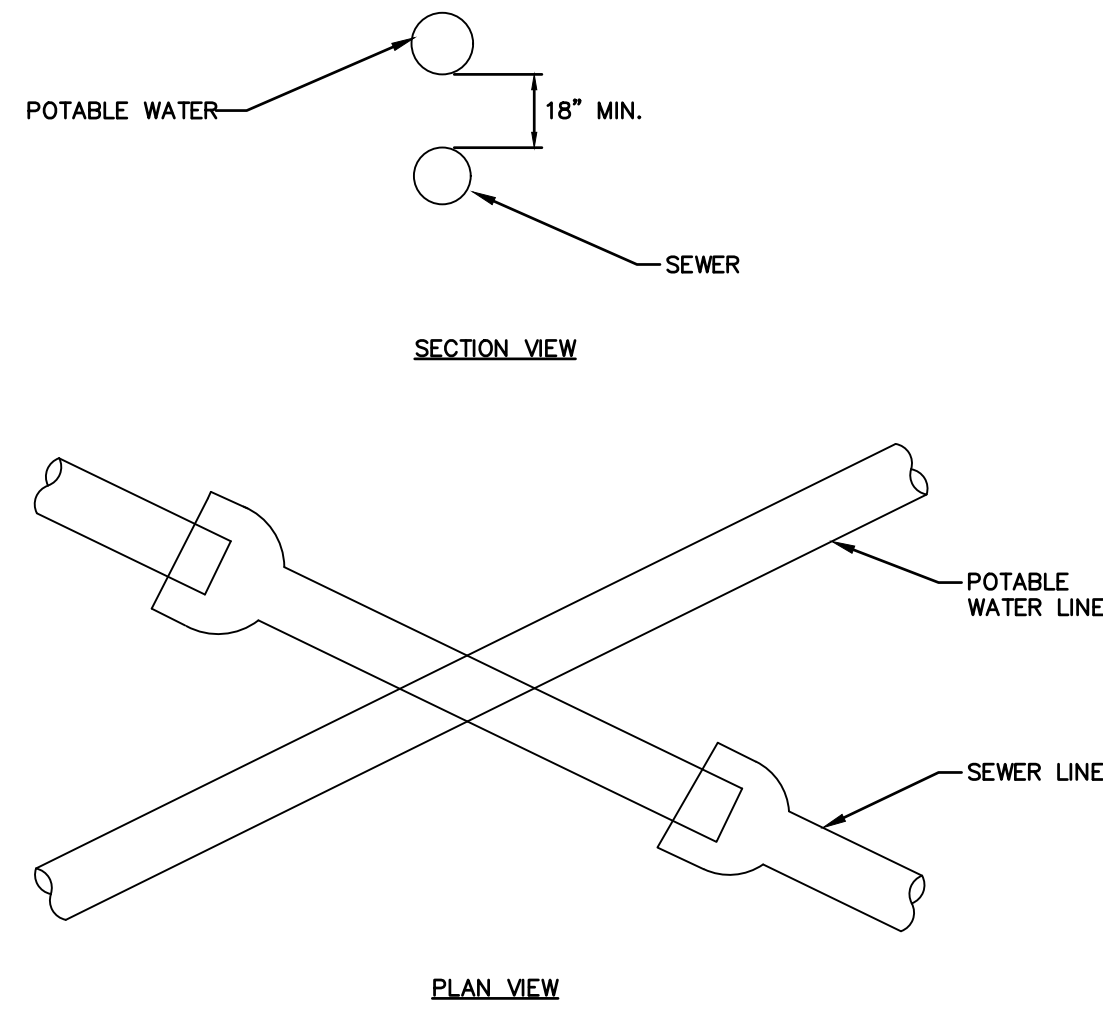 POTABLE WATER
18" MIN.
SEWER
SECTION VIEW
POTABLE
WATER LINE
SEWER LINE
PLAN VIEW